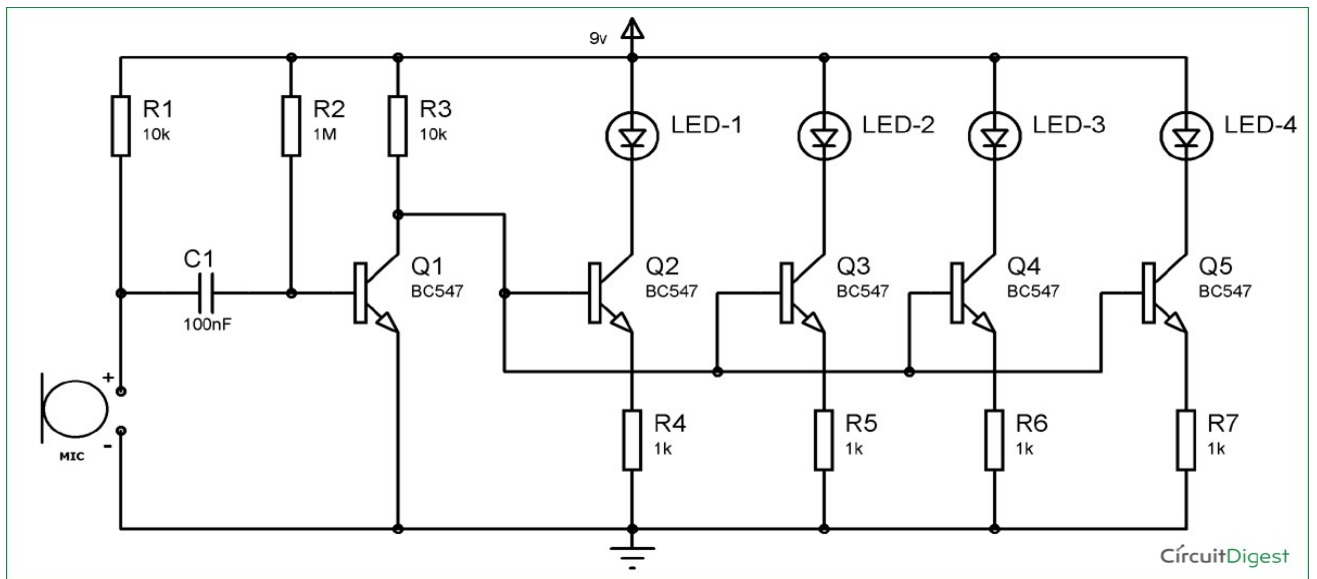 9v
R1
10k
R2
1M
R3
10k
LED-1
LED-2
LED-3
LED-4
C1
100nF
Q1
BC547
Q2
BC547
Q3
BC547
Q4
BC547
Q5
BC547
+
-
MIC
R4
1k
R5
1k
R6
1k
R7
1k
CircuitDigest